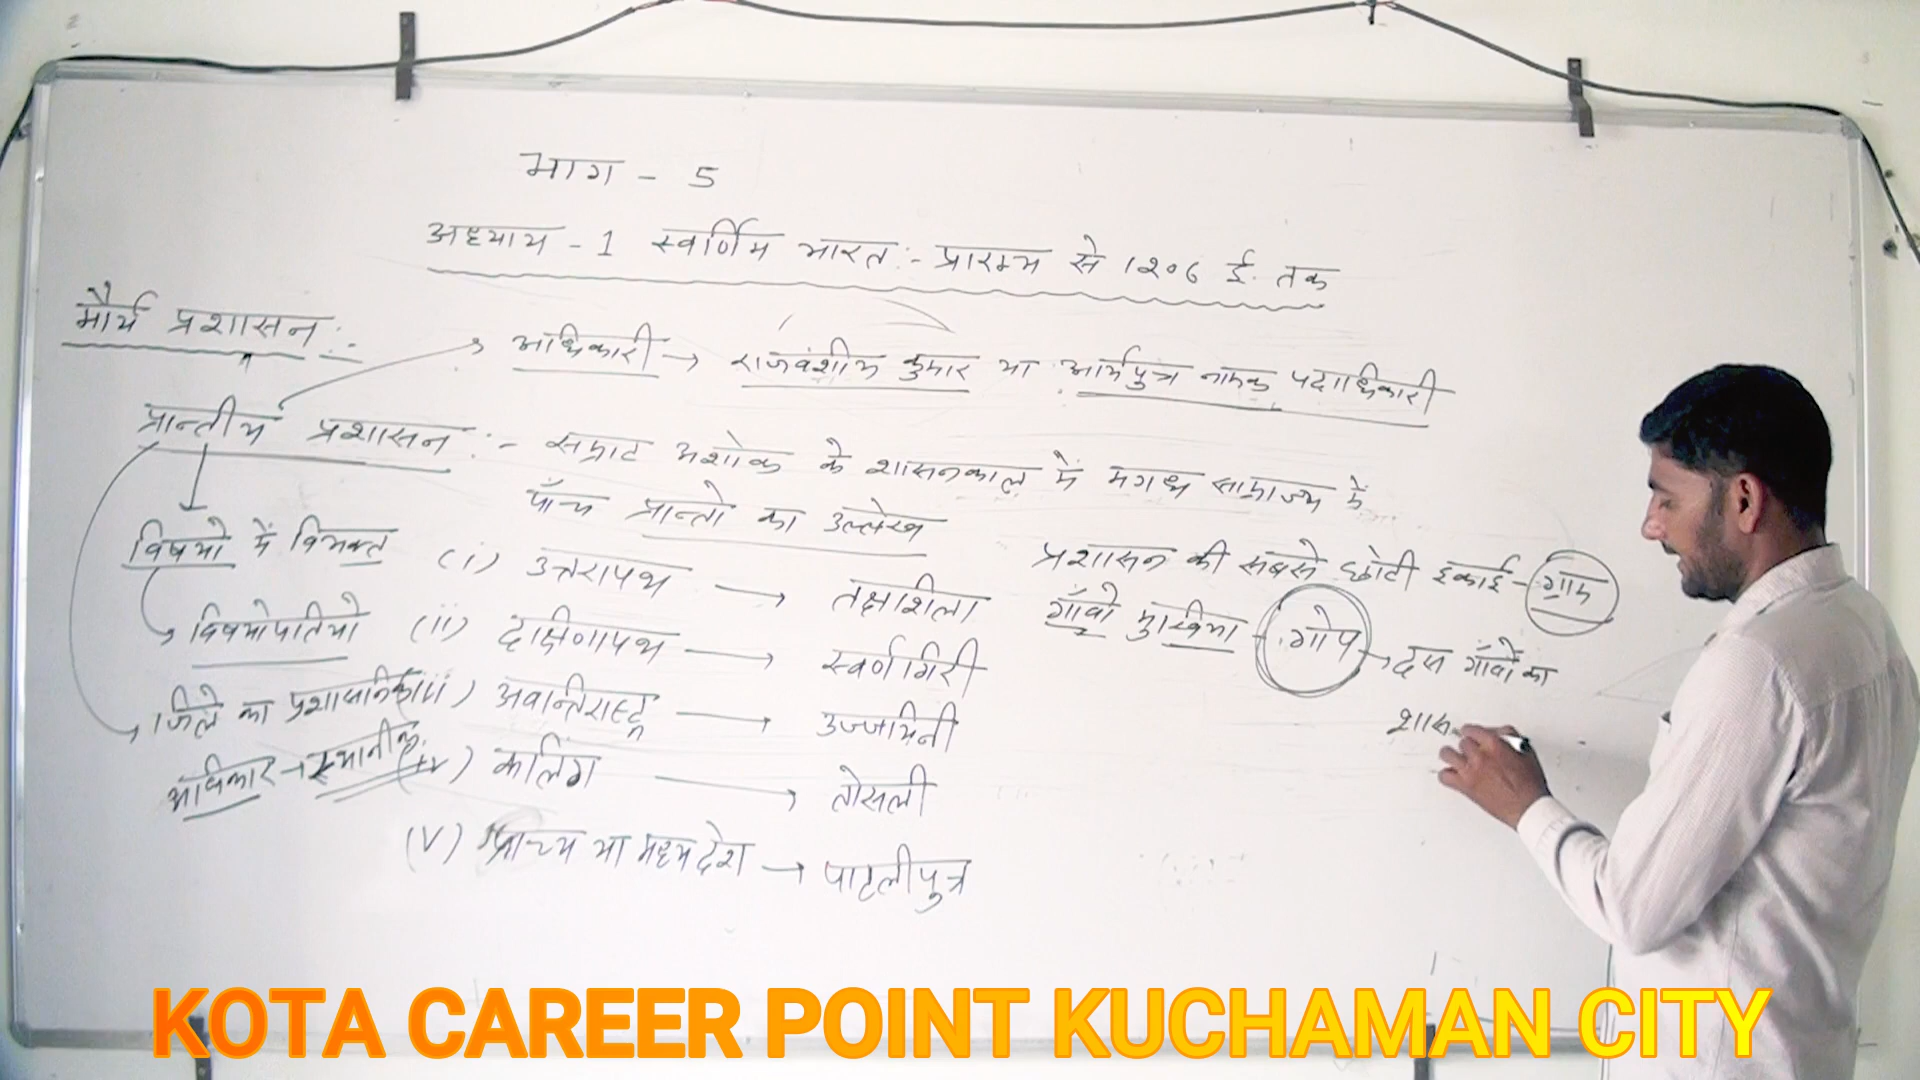 भाग - 5
अध्याय - 1 स्वर्णिम भारत :- प्रारम्भ से 1206 ई. तक
मौर्य प्रशासन :-
अधिकारी → राजवंशीय कुमार या आर्यपुत्र नामक पदाधिकारी
प्रान्तीय प्रशासन :- सम्राट अशोक के शासनकाल में मगध साम्राज्य में
पाँच प्रान्तो का उल्लेख
विषयो में विभक्त
विषयोपतियो
जिले का प्रशासनिक
अधिकार → स्थानीक
(i) उत्तरापथ → तक्षशिला
(ii) दक्षिणापथ → स्वर्णगिरी
(iii) अवान्तिराष्ट्र → उज्जयिनी
(iv) कलिंग → तोसली
(V) प्राच्य या मध्यदेश → पाटलीपुत्र
प्रशासन की सबसे छोटी इकाई - ग्राम
गाँवो मुखिया - गोप → दस गाँवों का
शास
KOTA CAREER POINT KUCHAMAN CITY